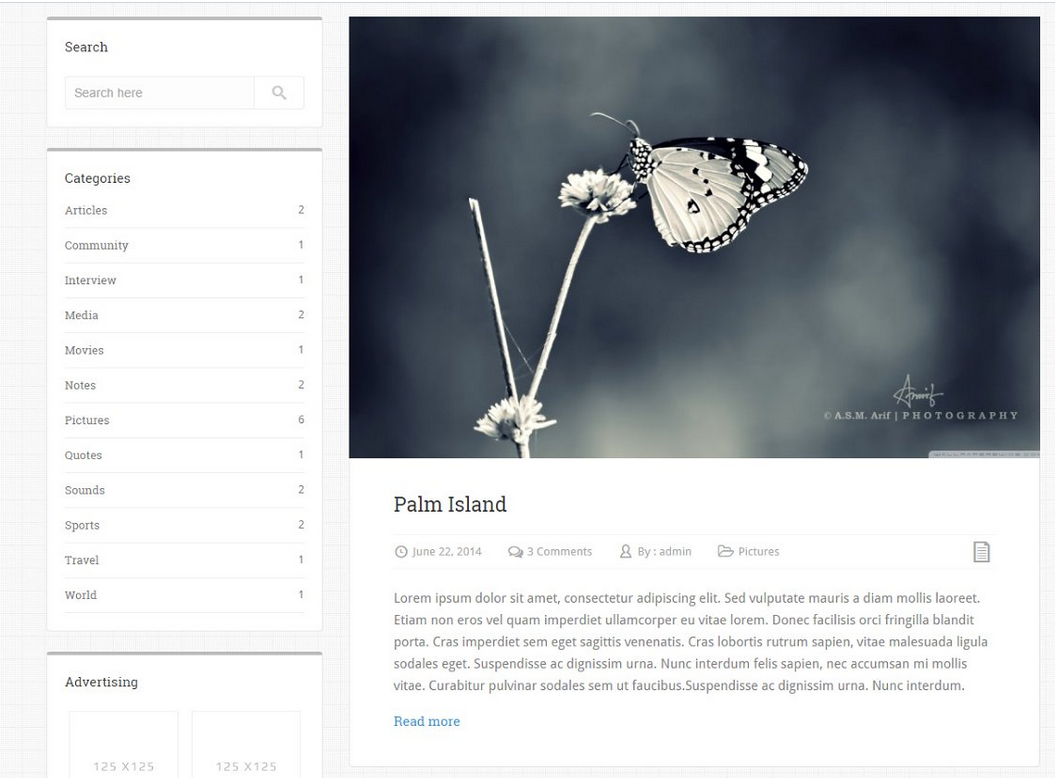 Search
Search here
Categories
Articles 2
Community 1
Interview 1
Media 2
Movies 1
Notes 2
Pictures 6
Quotes 1
Sounds 2
Sports 2
Travel 1
World 1
Advertising
125 X125 125 X125
Arif
© A.S.M. Arif | PHOTOGRAPHY
Palm Island
June 22, 2014 3 Comments By : admin Pictures
Lorem ipsum dolor sit amet, consectetur adipiscing elit. Sed vulputate mauris a diam mollis laoreet.
Etiam non eros vel quam imperdiet ullamcorper eu vitae lorem. Donec facilisis orci fringilla blandit
porta. Cras imperdiet sem eget sagittis venenatis. Cras lobortis rutrum sapien, vitae malesuada ligula
sodales eget. Suspendisse ac dignissim urna. Nunc interdum felis sapien, nec accumsan mi mollis
vitae. Curabitur pulvinar sodales sem ut faucibus.Suspendisse ac dignissim urna. Nunc interdum.
Read more